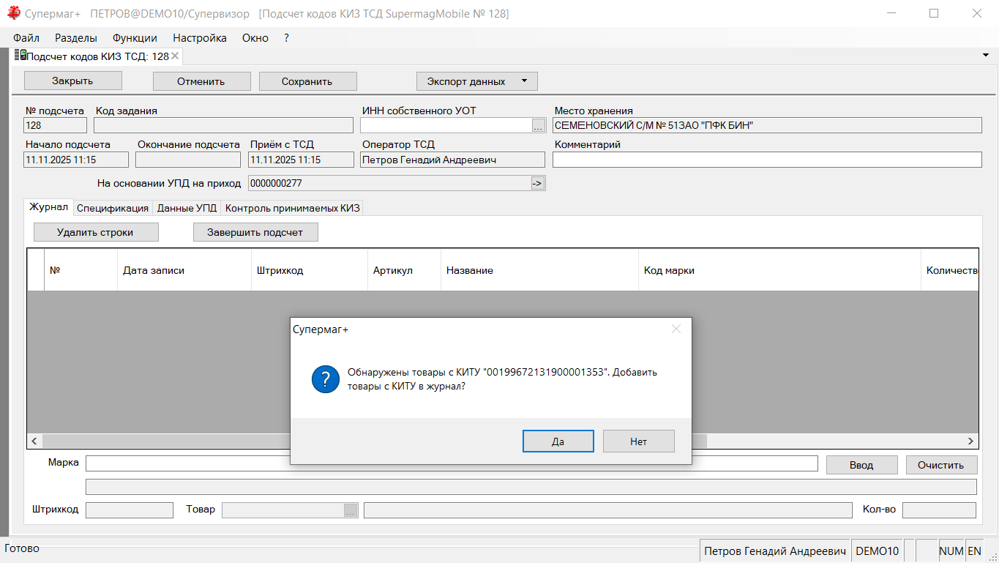 Супермаг+ ПЕТРОВ@DEMO10/Супервизор [Подсчет кодов КИЗ ТСД SupermagMobile № 128]
Файл Разделы Функции Настройка Окно ?
Подсчет кодов КИЗ ТСД: 128
Закрыть Отменить Сохранить Экспорт данных
№ подсчета Код задания ИНН собственного УОТ Место хранения
128 ... СЕМЕНОВСКИЙ С/М № 51ЗАО "ПФК БИН"
Начало подсчета Окончание подсчета Приём с ТСД Оператор ТСД Комментарий
11.11.2025 11:15 11.11.2025 11:15 Петров Генадий Андреевич
На основании УПД на приход 0000000277 ->
Журнал Спецификация Данные УПД Контроль принимаемых КИЗ
Удалить строки Завершить подсчет
№ Дата записи Штрихкод Артикул Название Код марки Количеств
Супермаг+
Обнаружены товары с КИТУ "00199672131900001353". Добавить
товары с КИТУ в журнал?
Да Нет
Марка Ввод Очистить
Штрихкод Товар ... Кол-во
Готово Петров Генадий Андреевич DEMO10 NUM EN